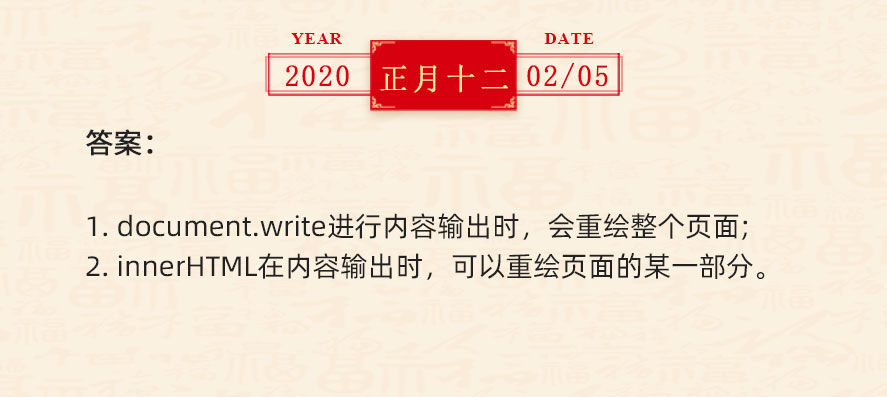 YEAR
DATE
2020
正月十二
02/05
答案：
1. document.write进行内容输出时，会重绘整个页面；
2. innerHTML在内容输出时，可以重绘页面的某一部分。